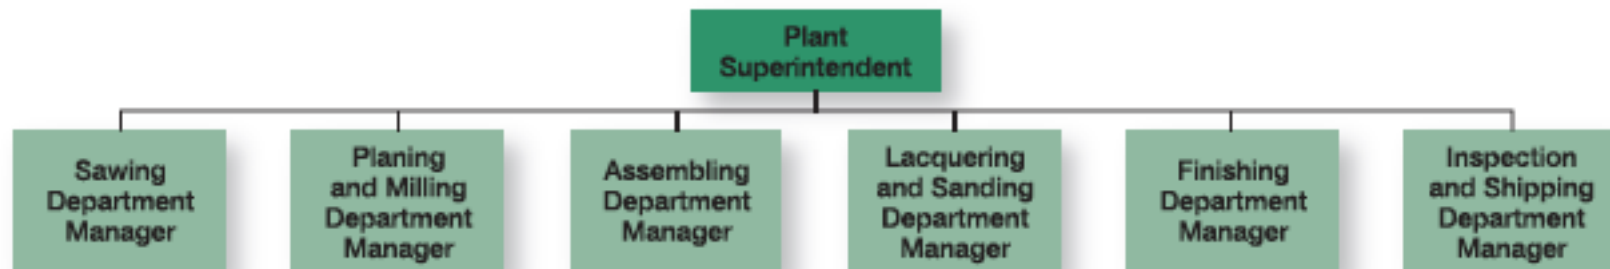 Plant
Superintendent
Sawing
Department
Manager
Planing
and Milling
Department
Manager
Assembling
Department
Manager
Lacquering
and Sanding
Department
Manager
Finishing
Department
Manager
Inspection
and Shipping
Department
Manager